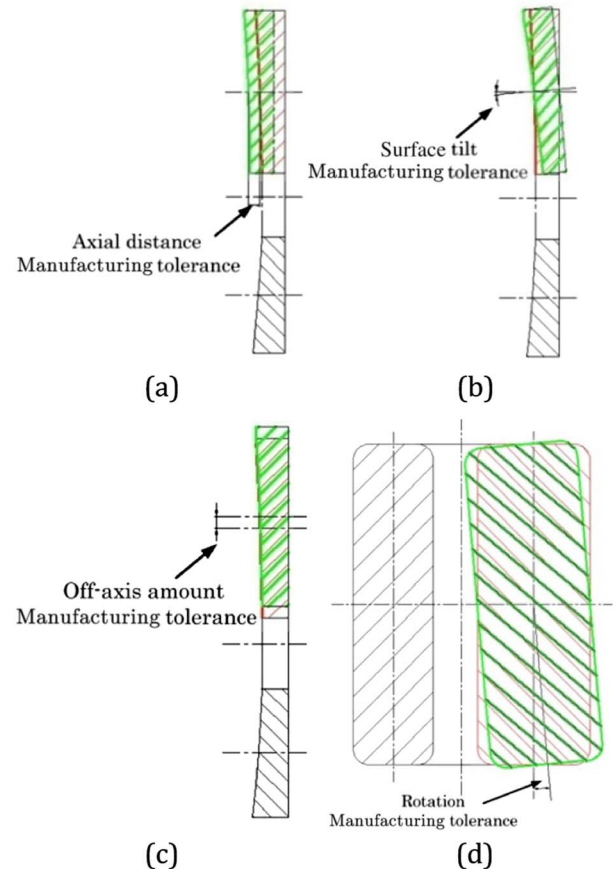 Axial distance
Manufacturing tolerance
(a)
Surface tilt
Manufacturing tolerance
(b)
Off-axis amount
Manufacturing tolerance
(c)
Rotation
Manufacturing tolerance
(d)